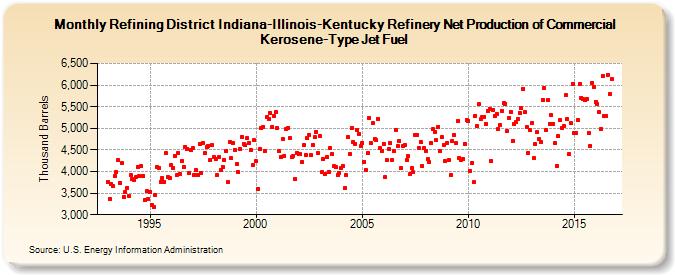 Monthly Refining District Indiana-Illinois-Kentucky Refinery Net Production of Commercial
Kerosene-Type Jet Fuel
Thousand Barrels
6,500
6,000
5,500
5,000
4,500
4,000
3,500
3,000
1995 2000 2005 2010 2015
Source: U.S. Energy Information Administration